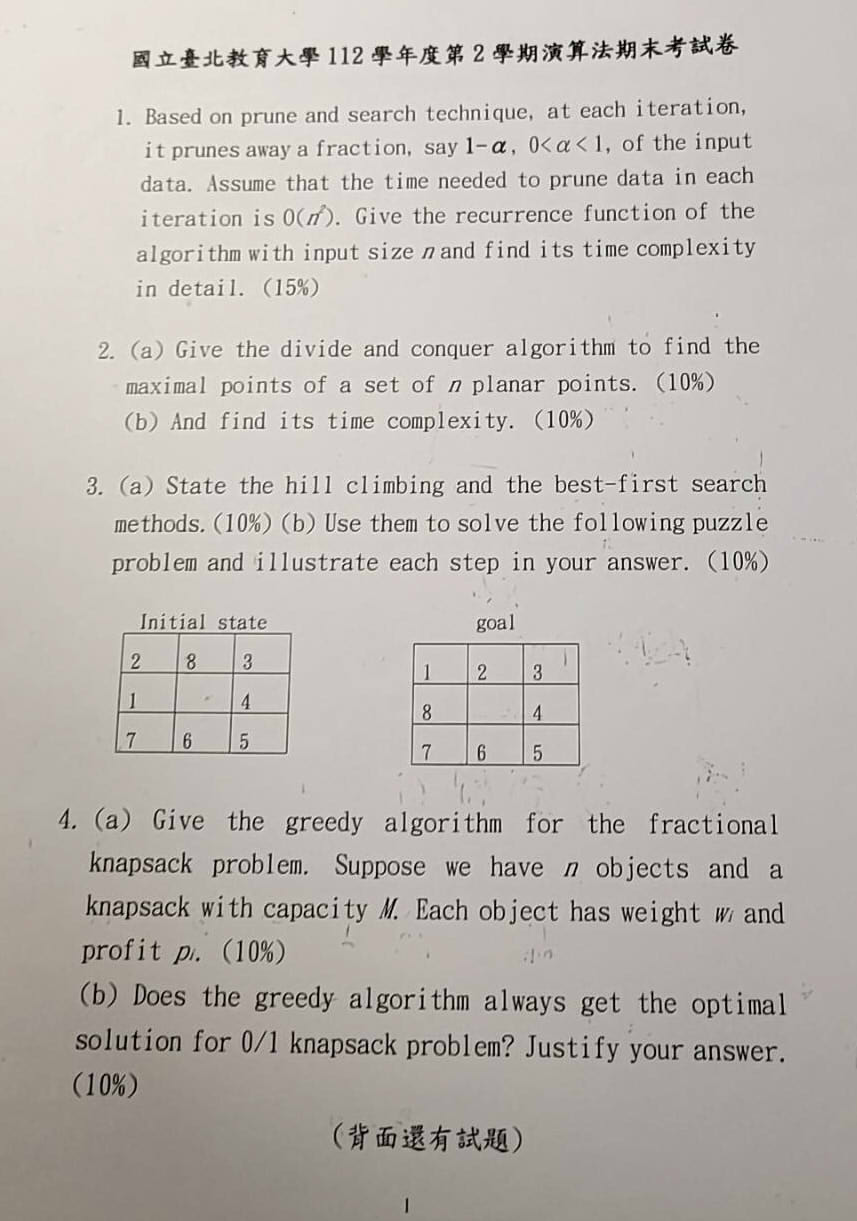 國立臺北教育大學 112 學年度第 2 學期演算法期末考試卷
1. Based on prune and search technique, at each iteration,
it prunes away a fraction, say 1-α, 0<α<1, of the input
data. Assume that the time needed to prune data in each
iteration is O(n²). Give the recurrence function of the
algorithm with input size n and find its time complexity
in detail. (15%)
2. (a) Give the divide and conquer algorithm to find the
maximal points of a set of n planar points. (10%)
(b) And find its time complexity. (10%)
3. (a) State the hill climbing and the best-first search
methods. (10%) (b) Use them to solve the following puzzle
problem and illustrate each step in your answer. (10%)
Initial state
2 8 3
1 4
7 6 5
goal
1 2 3
8 4
7 6 5
4. (a) Give the greedy algorithm for the fractional
knapsack problem. Suppose we have n objects and a
knapsack with capacity M. Each object has weight wᵢ and
profit pᵢ. (10%)
(b) Does the greedy algorithm always get the optimal
solution for 0/1 knapsack problem? Justify your answer.
(10%)
(背面還有試題)
1